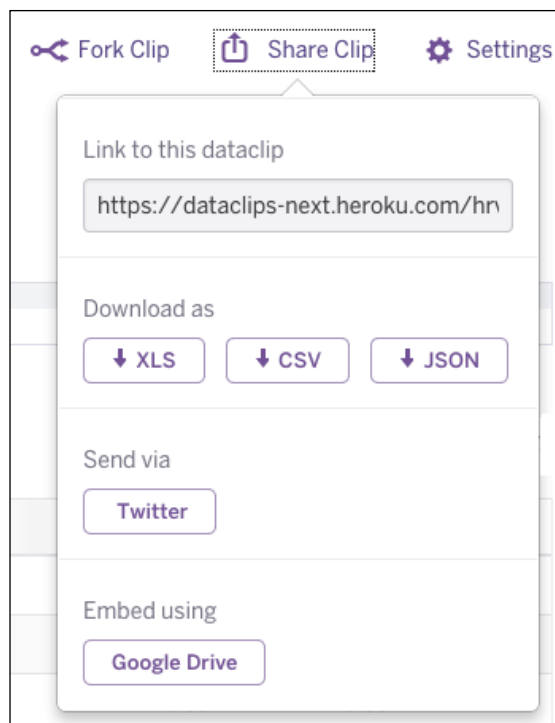 Fork Clip Share Clip Settings
Link to this dataclip
https://dataclips-next.heroku.com/hrv
Download as
XLS CSV JSON
Send via
Twitter
Embed using
Google Drive